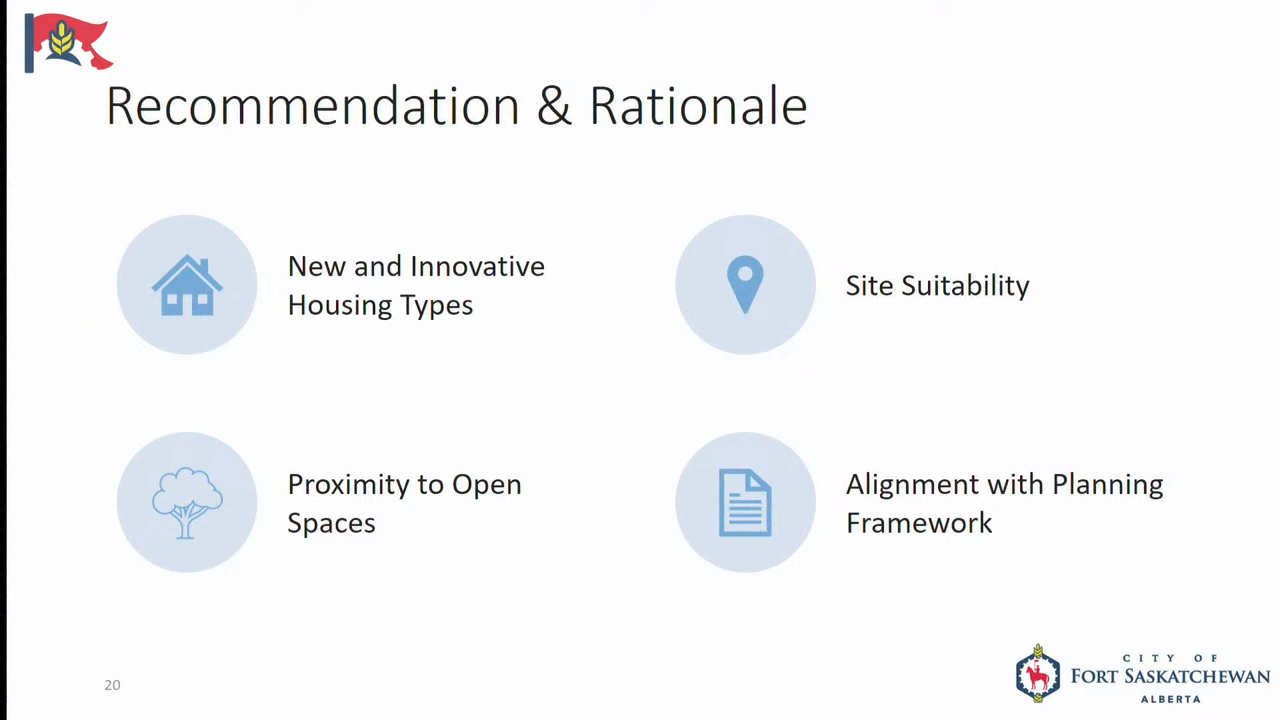 Recommendation & Rationale
New and Innovative
Housing Types
Site Suitability
Proximity to Open
Spaces
Alignment with Planning
Framework
20
CITY OF
FORT SASKATCHEWAN
ALBERTA